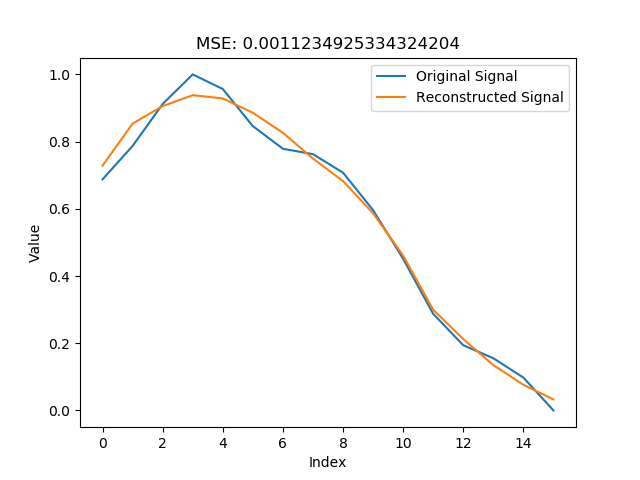 MSE: 0.0011234925334324204
Original Signal
Reconstructed Signal
1.0
0.8
0.6
0.4
0.2
0.0
Value
0 2 4 6 8 10 12 14
Index